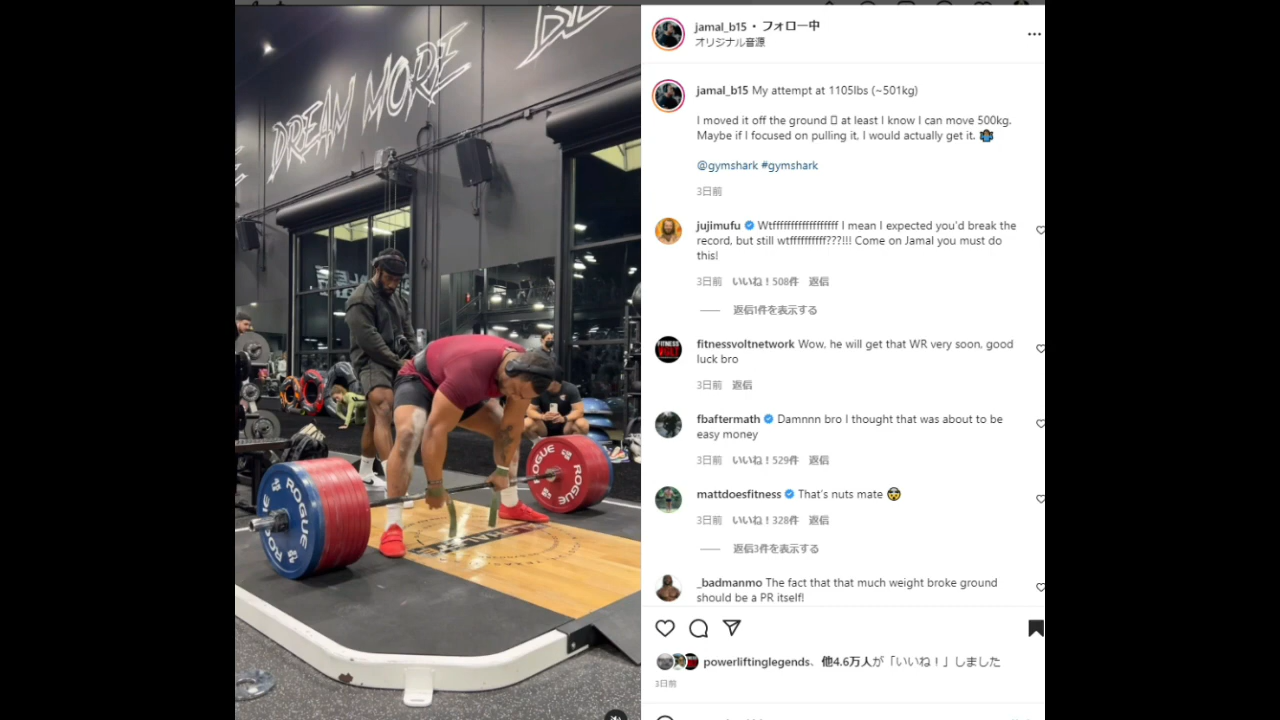 DREAM MORE
ROGUE
ROGUE
ROGUE
ROGUE
jamal_b15 • フォロー中
オリジナル音源
jamal_b15 My attempt at 1105lbs (~501kg)
I moved it off the ground at least I know I can move 500kg.
Maybe if I focused on pulling it, I would actually get it. 🤷🏾‍♂️
@gymshark #gymshark
3日前
jujimufu Wtffffffffffffffffff I mean I expected you'd break the
record, but still wtffffffffff???!!! Come on Jamal you must do
this!
3日前 いいね！508件 返信
返信1件を表示する
fitnessvoltnetwork Wow, he will get that WR very soon, good
luck bro
3日前 返信
fbaftermath Damnnn bro I thought that was about to be
easy money
3日前 いいね！529件 返信
mattdoesfitness That's nuts mate 🤯
3日前 いいね！328件 返信
返信3件を表示する
_badmanmo The fact that that much weight broke ground
should be a PR itself!
powerliftinglegends、他4.6万人が「いいね！」しました
3日前